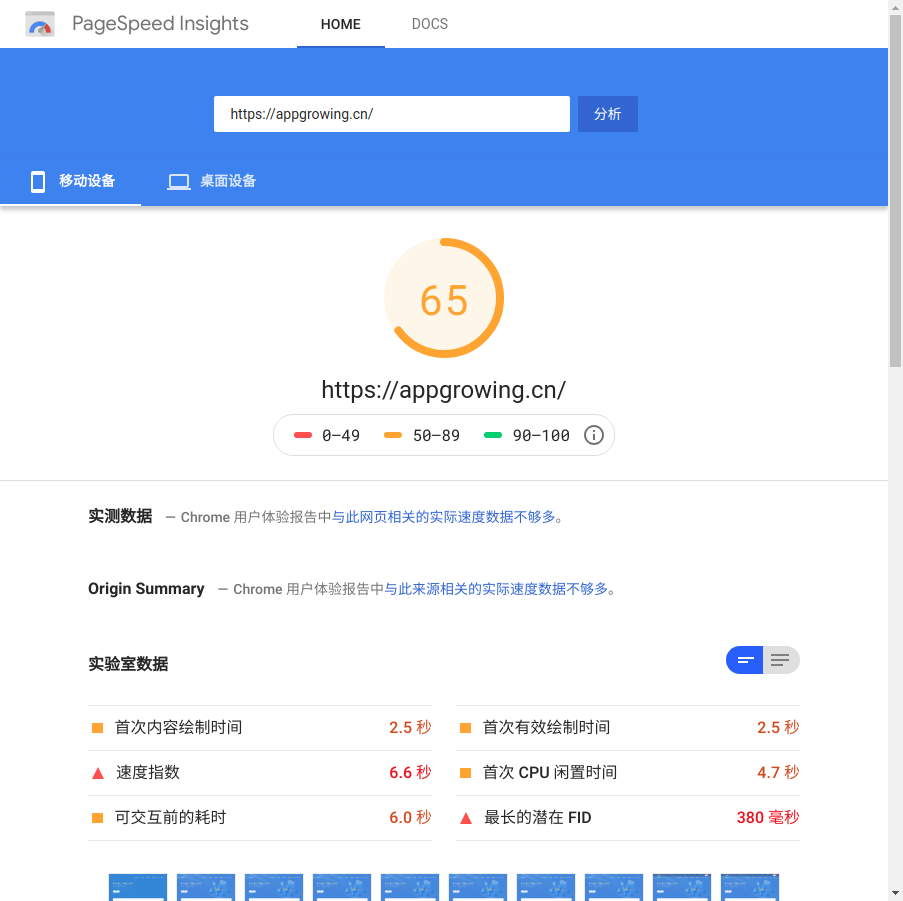 PageSpeed Insights HOME DOCS
https://appgrowing.cn/ 分析
移动设备 桌面设备
65
https://appgrowing.cn/
0–49 50–89 90–100
实测数据 — Chrome 用户体验报告中与此网页相关的实际速度数据不够多。
Origin Summary — Chrome 用户体验报告中与此来源相关的实际速度数据不够多。
实验室数据
首次内容绘制时间 2.5 秒 首次有效绘制时间 2.5 秒
速度指数 6.6 秒 首次 CPU 闲置时间 4.7 秒
可交互前的耗时 6.0 秒 最长的潜在 FID 380 毫秒